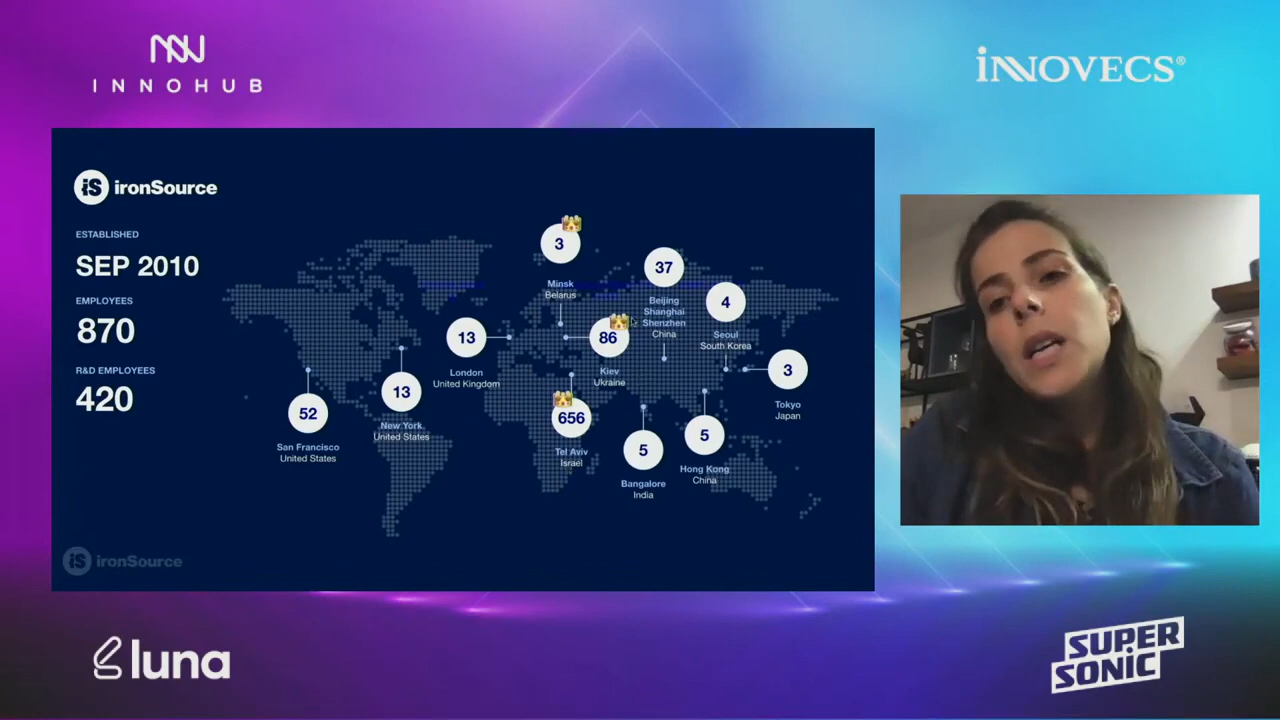 INNOHUB
iNNOVECS®
iS ironSource
ESTABLISHED
SEP 2010
EMPLOYEES
870
R&D EMPLOYEES
420
3
Minsk
Belarus
37
Beijing
Shanghai
Shenzhen
China
4
Seoul
South Korea
13
London
United Kingdom
86
Kiev
Ukraine
3
Tokyo
Japan
52
San Francisco
United States
13
New York
United States
656
Tel Aviv
Israel
5
Bangalore
India
5
Hong Kong
China
iS ironSource
luna
SUPER
SONiC